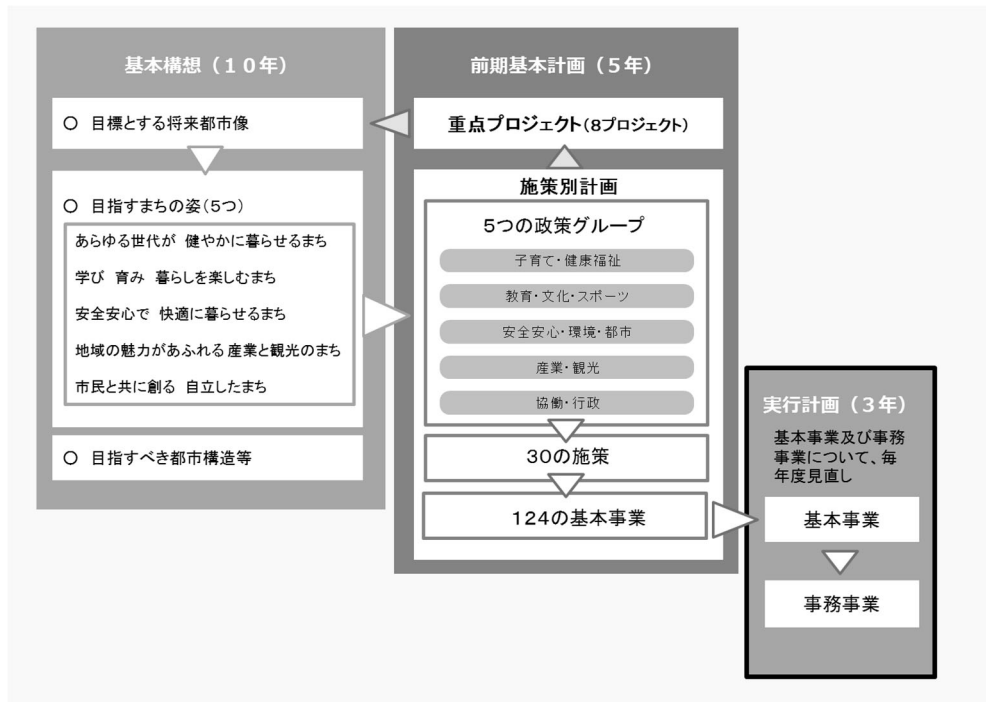 基本構想（１０年）
○ 目標とする将来都市像
○ 目指すまちの姿（５つ）
あらゆる世代が 健やかに暮らせるまち
学び 育み 暮らしを楽しむまち
安全安心で 快適に暮らせるまち
地域の魅力があふれる 産業と観光のまち
市民と共に創る 自立したまち
○ 目指すべき都市構造等
前期基本計画（５年）
重点プロジェクト（８プロジェクト）
施策別計画
５つの政策グループ
子育て・健康福祉
教育・文化・スポーツ
安全安心・環境・都市
産業・観光
協働・行政
３０の施策
１２４の基本事業
実行計画（３年）
基本事業及び事務
事業について、毎
年度見直し
基本事業
事務事業